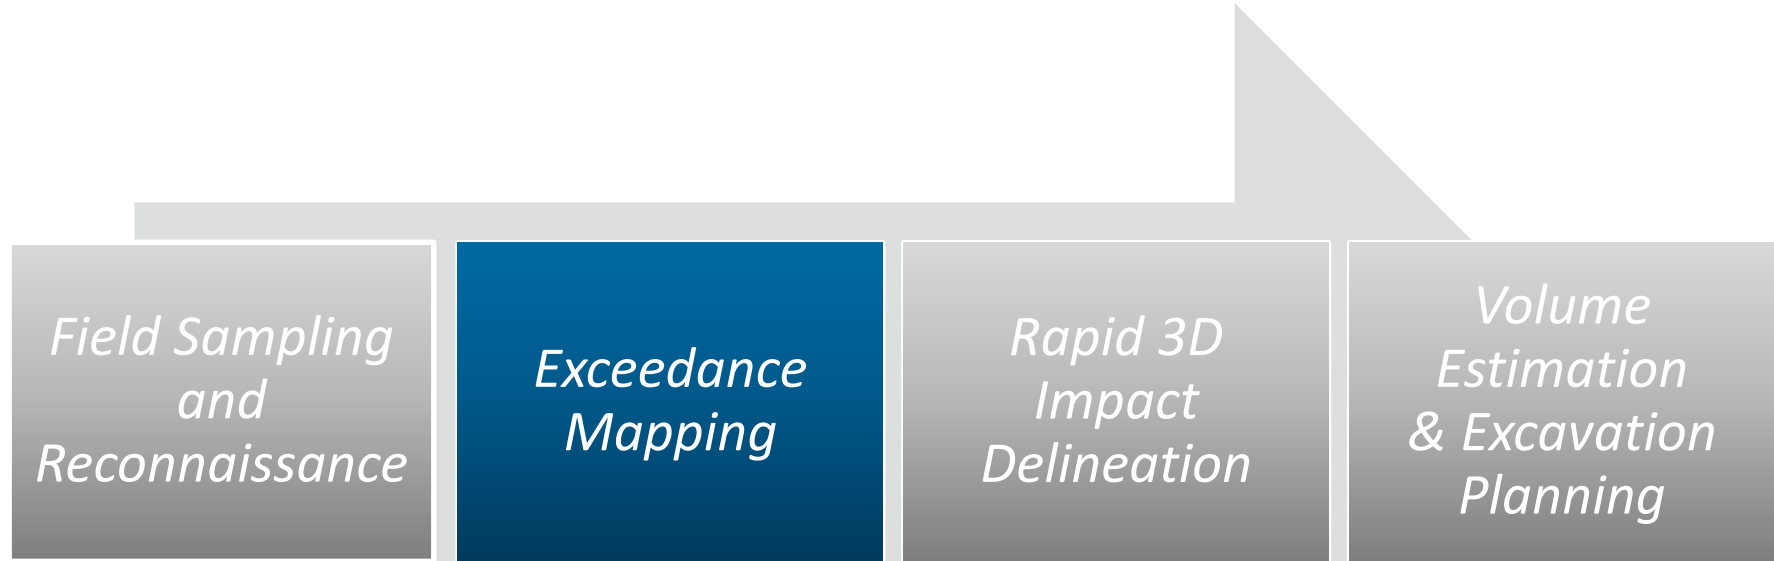 Field Sampling
and
Reconnaissance
Exceedance
Mapping
Rapid 3D
Impact
Delineation
Volume
Estimation
& Excavation
Planning